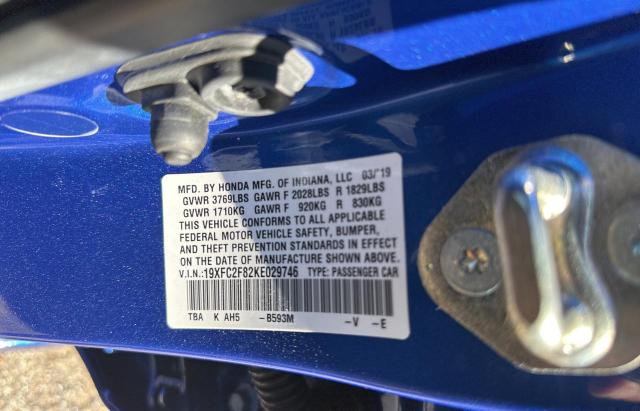 MFD. BY HONDA MFG. OF INDIANA, LLC 03/19
GVWR 3769LBS GAWR F 2028LBS R 1829LBS
GVWR 1710KG GAWR F 920KG R 830KG
THIS VEHICLE CONFORMS TO ALL APPLICABLE
FEDERAL MOTOR VEHICLE SAFETY, BUMPER,
AND THEFT PREVENTION STANDARDS IN EFFECT
ON THE DATE OF MANUFACTURE SHOWN ABOVE.
V.I.N.:19XFC2F82KE029746 TYPE: PASSENGER CAR
TBA K AH5 -B593M -V -E